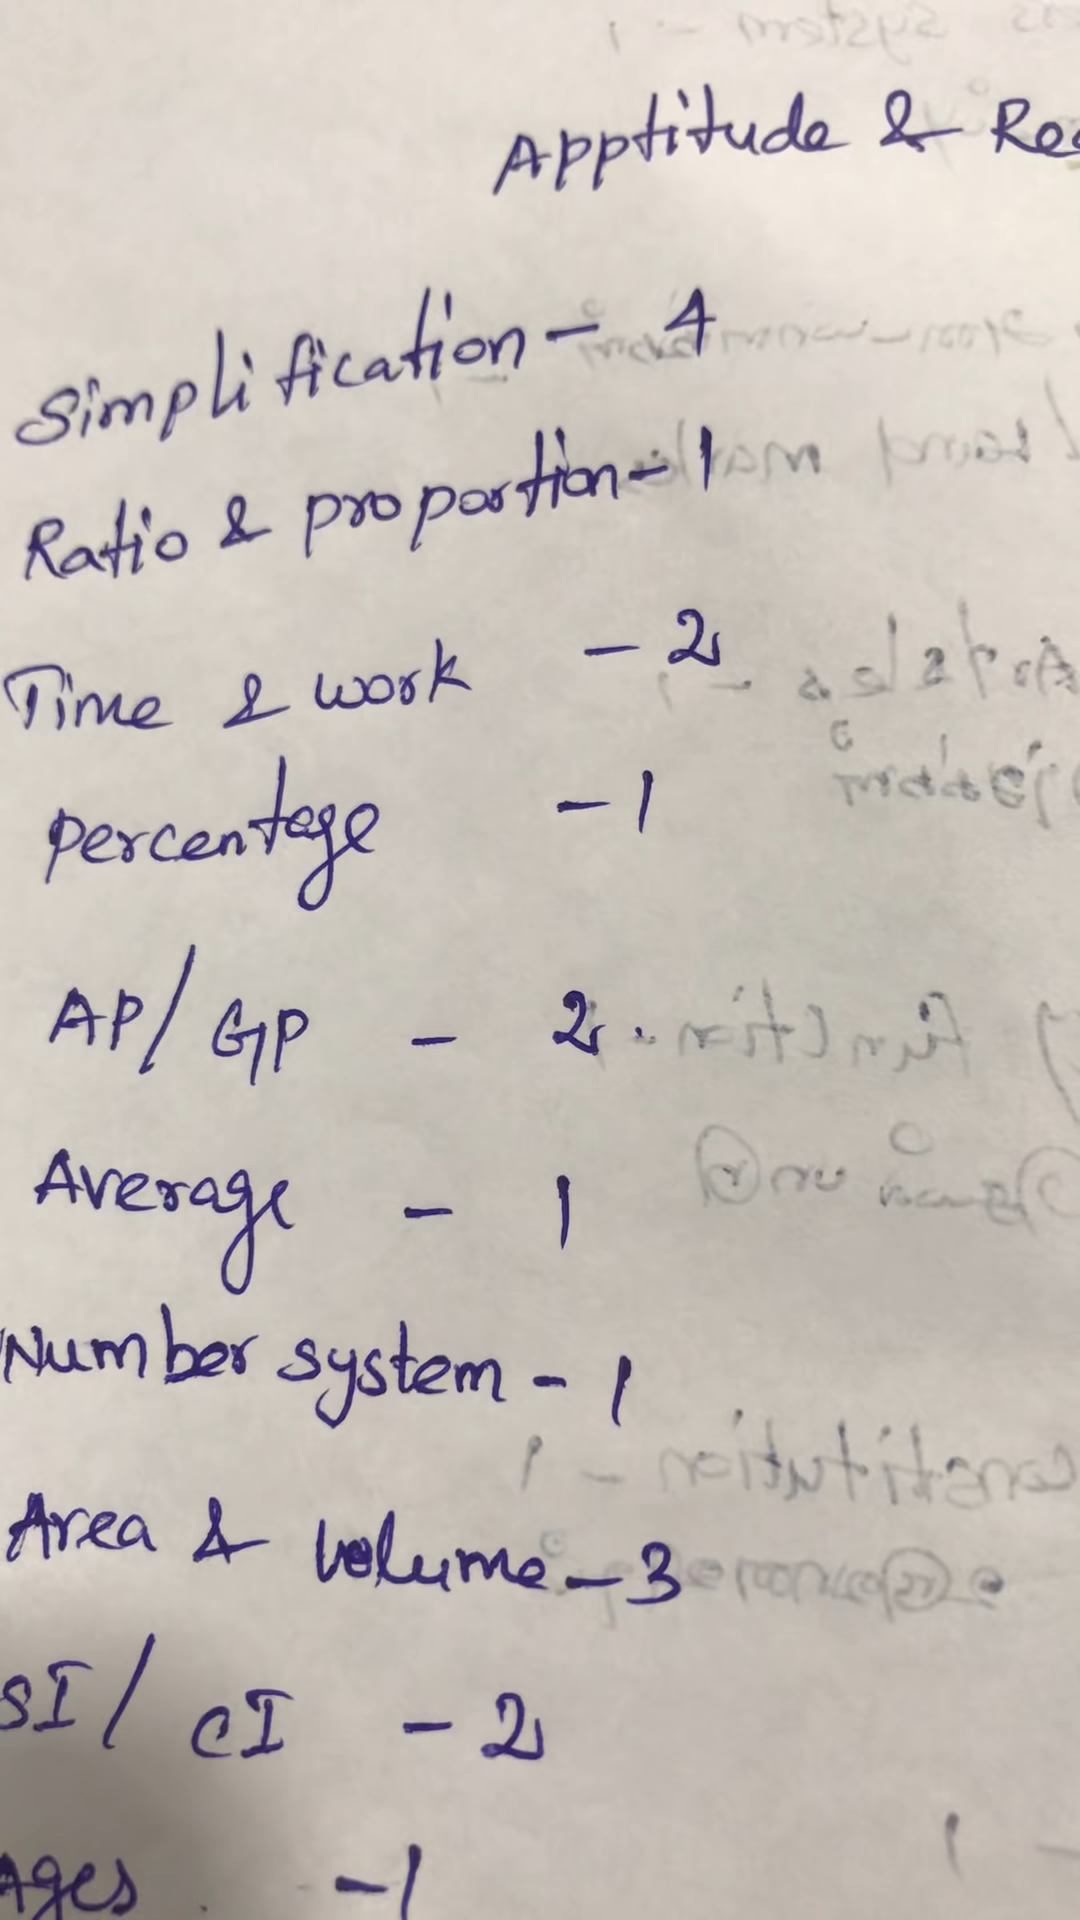 Apptitude &
Simplification - 4
Ratio & proportion - 1
Time & work - 2
percentage - 1
AP/GP - 2
Average - 1
Number system - 1
Area & volume - 3
SI/CI - 2
Ages - 1